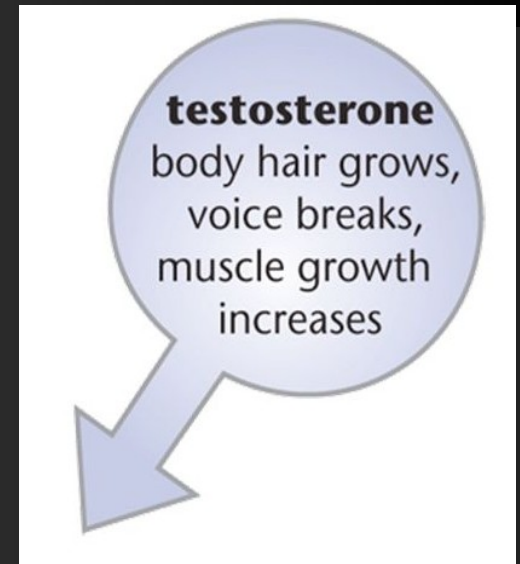 testosterone
body hair grows,
voice breaks,
muscle growth
increases